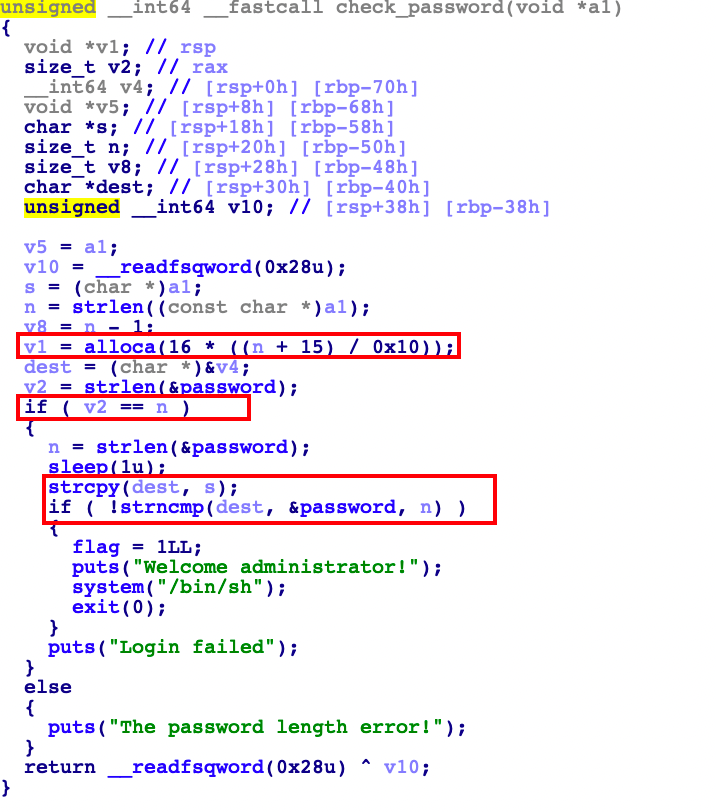 unsigned __int64 __fastcall check_password(void *a1)
{
  void *v1; // rsp
  size_t v2; // rax
  __int64 v4; // [rsp+0h] [rbp-70h]
  void *v5; // [rsp+8h] [rbp-68h]
  char *s; // [rsp+18h] [rbp-58h]
  size_t n; // [rsp+20h] [rbp-50h]
  size_t v8; // [rsp+28h] [rbp-48h]
  char *dest; // [rsp+30h] [rbp-40h]
  unsigned __int64 v10; // [rsp+38h] [rbp-38h]

  v5 = a1;
  v10 = __readfsqword(0x28u);
  s = (char *)a1;
  n = strlen((const char *)a1);
  v8 = n - 1;
  v1 = alloca(16 * ((n + 15) / 0x10));
  dest = (char *)&v4;
  v2 = strlen(&password);
  if ( v2 == n )
  {
    n = strlen(&password);
    sleep(1u);
    strcpy(dest, s);
    if ( !strncmp(dest, &password, n) )
    {
      flag = 1LL;
      puts("Welcome administrator!");
      system("/bin/sh");
      exit(0);
    }
    puts("Login failed");
  }
  else
  {
    puts("The password length error!");
  }
  return __readfsqword(0x28u) ^ v10;
}